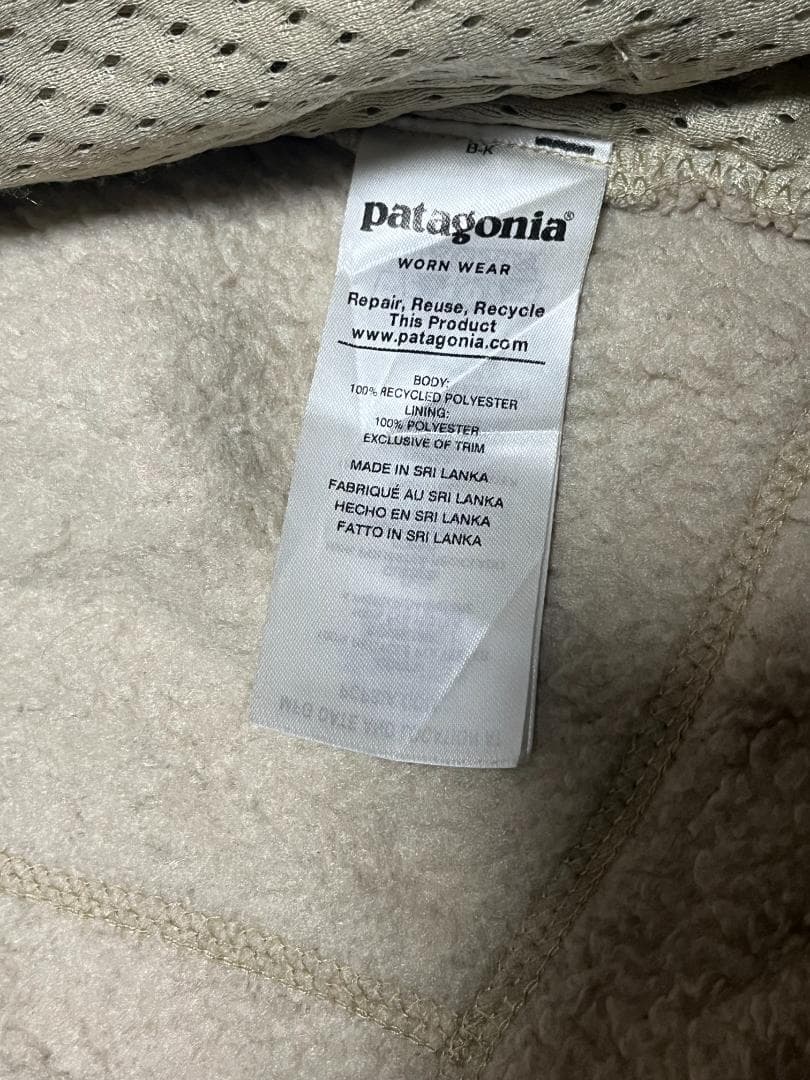 B-K
patagonia®
WORN WEAR
Repair, Reuse, Recycle
This Product
www.patagonia.com
BODY:
100% RECYCLED POLYESTER
LINING:
100% POLYESTER
EXCLUSIVE OF TRIM
MADE IN SRI LANKA
FABRIQUÉ AU SRI LANKA
HECHO EN SRI LANKA
FATTO IN SRI LANKA